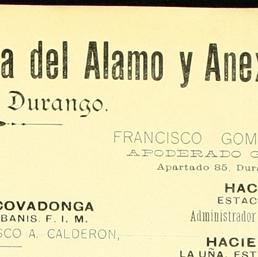 a del Alamo y Anex
Durango.
FRANCISCO GOM
APODERADO G
Apartado 85, Dura
HAC
COVADONGA
ESTAC
BANIS. F. I. M.
Administrador
SCO A. CALDERON,
HACIE
LA UÑA, EST